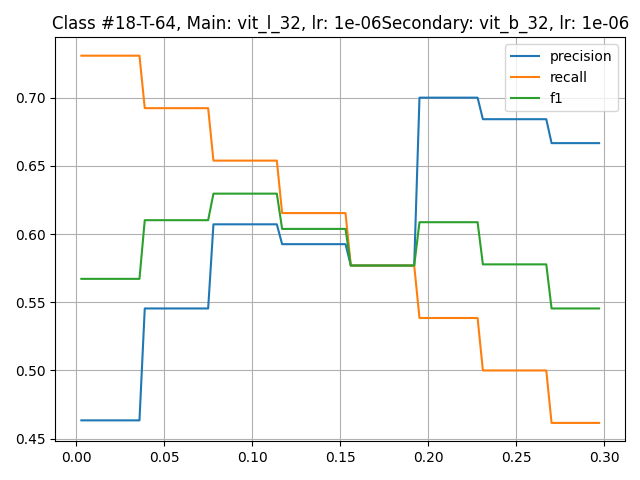 Class #18-T-64, Main: vit_l_32, lr: 1e-06Secondary: vit_b_32, lr: 1e-06
precision
recall
f1
0.70
0.65
0.60
0.55
0.50
0.45
0.00 0.05 0.10 0.15 0.20 0.25 0.30